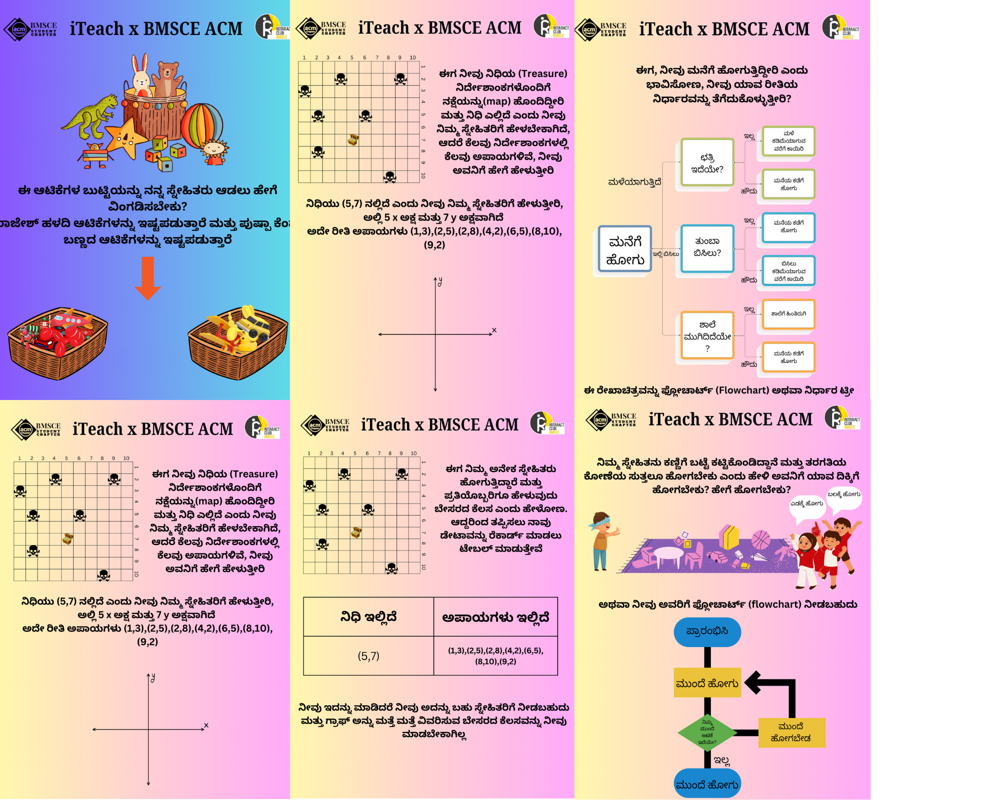 acm
Chapter
BMSCE
STUDENT
CHAPTER
iTeach x BMSCE ACM
ROTARACT
CLUB
BMSCE
ಈ ಆಟಿಕೆಗಳ ಬುಟ್ಟಿಯನ್ನು ನನ್ನ ಸ್ನೇಹಿತರು ಆಡಲು ಹೇಗೆ
ವಿಂಗಡಿಸಬೇಕು?
ರಾಜೇಶ್ ಹಳದಿ ಆಟಿಕೆಗಳನ್ನು ಇಷ್ಟಪಡುತ್ತಾರೆ ಮತ್ತು ಪುಷ್ಪಾ ಕೆಂ
ಬಣ್ಣದ ಆಟಿಕೆಗಳನ್ನು ಇಷ್ಟಪಡುತ್ತಾರೆ
acm
Chapter
BMSCE
STUDENT
CHAPTER
iTeach x BMSCE ACM
ROTARACT
CLUB
BMSCE
1 2 3 4 5 6 7 8 9 10
1
2
3
4
5
6
7
8
9
10
ಈಗ ನೀವು ನಿಧಿಯ (Treasure)
ನಿರ್ದೇಶಾಂಕಗಳೊಂದಿಗೆ
ನಕ್ಷೆಯನ್ನು(map) ಹೊಂದಿದ್ದೀರಿ
ಮತ್ತು ನಿಧಿ ಎಲ್ಲಿದೆ ಎಂದು ನೀವು
ನಿಮ್ಮ ಸ್ನೇಹಿತರಿಗೆ ಹೇಳಬೇಕಾಗಿದೆ,
ಆದರೆ ಕೆಲವು ನಿರ್ದೇಶಾಂಕಗಳಲ್ಲಿ
ಕೆಲವು ಅಪಾಯಗಳಿವೆ, ನೀವು
ಅವನಿಗೆ ಹೇಗೆ ಹೇಳುತ್ತೀರಿ
ನಿಧಿಯು (5,7) ನಲ್ಲಿದೆ ಎಂದು ನೀವು ನಿಮ್ಮ ಸ್ನೇಹಿತರಿಗೆ ಹೇಳುತ್ತೀರಿ,
ಅಲ್ಲಿ 5 x ಅಕ್ಷ ಮತ್ತು 7 y ಅಕ್ಷವಾಗಿದೆ
ಅದೇ ರೀತಿ ಅಪಾಯಗಳು (1,3),(2,5),(2,8),(4,2),(6,5),(8,10),
(9,2)
y
x
acm
Chapter
BMSCE
STUDENT
CHAPTER
iTeach x BMSCE ACM
ROTARACT
CLUB
BMSCE
ಈಗ, ನೀವು ಮನೆಗೆ ಹೋಗುತ್ತಿದ್ದೀರಿ ಎಂದು
ಭಾವಿಸೋಣ, ನೀವು ಯಾವ ರೀತಿಯ
ನಿರ್ಧಾರವನ್ನು ತೆಗೆದುಕೊಳ್ಳುತ್ತೀರಿ?
ಮನೆಗೆ
ಹೋಗು
ಮಳೆಯಾಗುತ್ತಿದೆ
ಛತ್ರಿ
ಇದೆಯೇ?
ಇಲ್ಲ
ಮಳೆ
ಕಡಿಮೆಯಾಗುವ
ವರೆಗೆ ಕಾಯಿರಿ
ಹೌದು
ಮನೆಯ ಕಡೆಗೆ
ಹೋಗು
ಇಲ್ಲಿ ಬಿಸಿಲು
ತುಂಬಾ
ಬಿಸಿಲು?
ಇಲ್ಲ
ಮನೆಯ ಕಡೆಗೆ
ಹೋಗು
ಹೌದು
ಬಿಸಿಲು
ಕಡಿಮೆಯಾಗುವ
ವರೆಗೆ ಕಾಯಿರಿ
ಶಾಲೆ
ಮುಗಿದಿದೆಯೇ
?
ಇಲ್ಲ
ಶಾಲೆಗೆ ಹಿಂತಿರುಗಿ
ಹೌದು
ಮನೆಯ ಕಡೆಗೆ
ಹೋಗು
ಈ ರೇಖಾಚಿತ್ರವನ್ನು ಫ್ಲೋಚಾರ್ಟ್ (Flowchart) ಅಥವಾ ನಿರ್ಧಾರ ಟ್ರೀ
acm
Chapter
BMSCE
STUDENT
CHAPTER
iTeach x BMSCE ACM
ROTARACT
CLUB
BMSCE
1 2 3 4 5 6 7 8 9 10
1
2
3
4
5
6
7
8
9
10
ಈಗ ನೀವು ನಿಧಿಯ (Treasure)
ನಿರ್ದೇಶಾಂಕಗಳೊಂದಿಗೆ
ನಕ್ಷೆಯನ್ನು(map) ಹೊಂದಿದ್ದೀರಿ
ಮತ್ತು ನಿಧಿ ಎಲ್ಲಿದೆ ಎಂದು ನೀವು
ನಿಮ್ಮ ಸ್ನೇಹಿತರಿಗೆ ಹೇಳಬೇಕಾಗಿದೆ,
ಆದರೆ ಕೆಲವು ನಿರ್ದೇಶಾಂಕಗಳಲ್ಲಿ
ಕೆಲವು ಅಪಾಯಗಳಿವೆ, ನೀವು
ಅವನಿಗೆ ಹೇಗೆ ಹೇಳುತ್ತೀರಿ
ನಿಧಿಯು (5,7) ನಲ್ಲಿದೆ ಎಂದು ನೀವು ನಿಮ್ಮ ಸ್ನೇಹಿತರಿಗೆ ಹೇಳುತ್ತೀರಿ,
ಅಲ್ಲಿ 5 x ಅಕ್ಷ ಮತ್ತು 7 y ಅಕ್ಷವಾಗಿದೆ
ಅದೇ ರೀತಿ ಅಪಾಯಗಳು (1,3),(2,5),(2,8),(4,2),(6,5),(8,10),
(9,2)
y
x
acm
Chapter
BMSCE
STUDENT
CHAPTER
iTeach x BMSCE ACM
ROTARACT
CLUB
BMSCE
1 2 3 4 5 6 7 8 9 10
1
2
3
4
5
6
7
8
9
10
ಈಗ ನಿಮ್ಮ ಅನೇಕ ಸ್ನೇಹಿತರು
ಹೋಗುತ್ತಿದ್ದಾರೆ ಮತ್ತು
ಪ್ರತಿಯೊಬ್ಬರಿಗೂ ಹೇಳುವುದು
ಬೇಸರದ ಕೆಲಸ ಎಂದು ಹೇಳೋಣ.
ಆದ್ದರಿಂದ ತಪ್ಪಿಸಲು ನಾವು
ಡೇಟಾವನ್ನು ರೆಕಾರ್ಡ್ ಮಾಡಲು
ಟೇಬಲ್ ಮಾಡುತ್ತೇವೆ
ನಿಧಿ ಇಲ್ಲಿದೆ
ಅಪಾಯಗಳು ಇಲ್ಲಿದೆ
(5,7)
(1,3),(2,5),(2,8),(4,2),(6,5),
(8,10),(9,2)
ನೀವು ಇದನ್ನು ಮಾಡಿದರೆ ನೀವು ಅದನ್ನು ಬಹು ಸ್ನೇಹಿತರಿಗೆ ನೀಡಬಹುದು
ಮತ್ತು ಗ್ರಾಫ್ ಅನ್ನು ಮತ್ತೆ ಮತ್ತೆ ವಿವರಿಸುವ ಬೇಸರದ ಕೆಲಸವನ್ನು ನೀವು
ಮಾಡಬೇಕಾಗಿಲ್ಲ
acm
Chapter
BMSCE
STUDENT
CHAPTER
iTeach x BMSCE ACM
ROTARACT
CLUB
BMSCE
ನಿಮ್ಮ ಸ್ನೇಹಿತನು ಕಣ್ಣಿಗೆ ಬಟ್ಟೆ ಕಟ್ಟಿಕೊಂಡಿದ್ದಾನೆ ಮತ್ತು ತರಗತಿಯ
ಕೋಣೆಯ ಸುತ್ತಲೂ ಹೋಗಬೇಕು ಎಂದು ಹೇಳಿ ಅವನಿಗೆ ಯಾವ ದಿಕ್ಕಿಗೆ
ಹೋಗಬೇಕು? ಹೇಗೆ ಹೋಗಬೇಕು?
ಬಲಕ್ಕೆ ಹೋಗು
ಎಡಕ್ಕೆ ಹೋಗು
ಅಥವಾ ನೀವು ಅವರಿಗೆ ಫ್ಲೋಚಾರ್ಟ್ (flowchart) ನೀಡಬಹುದು
ಪ್ರಾರಂಭಿಸಿ
ಮುಂದೆ ಹೋಗು
ನಿಮ್ಮ
ಮುಂದೆ
ಆಟಿಕೆ
ಇದೆಯೇ?
ಮುಂದೆ
ಹೋಗಬೇಡ
ಇಲ್ಲ
ಮುಂದೆ ಹೋಗು